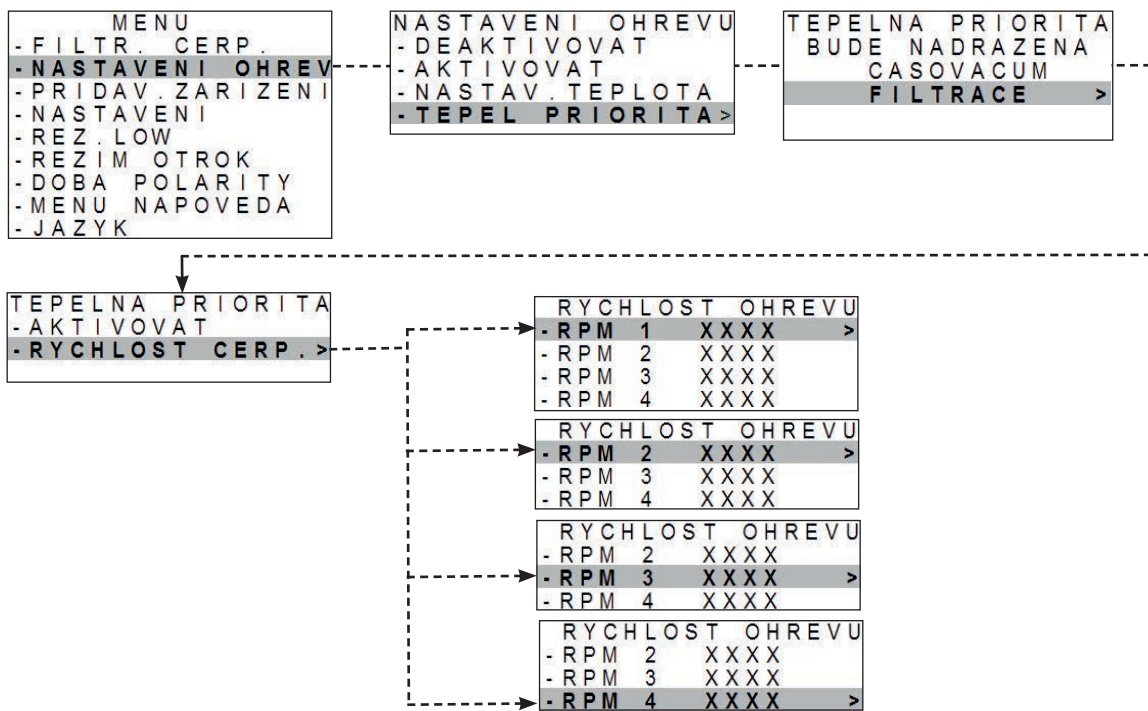 MENU
-FILTR. CERP.
-NASTAVENI OHREV
-PRIDAV.ZARIZENI
-NASTAVENI
-REZ.LOW
-REZIM OTROK
-DOBA POLARITY
-MENU NAPOVEDA
-JAZYK
NASTAVENI OHREVU
-DEAKTIVOVAT
-AKTIVOVAT
-NASTAV.TEPLOTA
-TEPEL PRIORITA>
TEPELNA PRIORITA
BUDE NADRAZENA
CASOVACUM
FILTRACE >
TEPELNA PRIORITA
-AKTIVOVAT
-RYCHLOST CERP.>
RYCHLOST OHREVU
-RPM 1 XXXX >
-RPM 2 XXXX
-RPM 3 XXXX
-RPM 4 XXXX
RYCHLOST OHREVU
-RPM 2 XXXX >
-RPM 3 XXXX
-RPM 4 XXXX
RYCHLOST OHREVU
-RPM 2 XXXX
-RPM 3 XXXX >
-RPM 4 XXXX
RYCHLOST OHREVU
-RPM 2 XXXX
-RPM 3 XXXX
-RPM 4 XXXX >